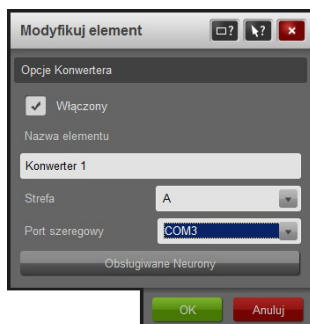 Modyfikuj element
Opcje Konwertera
Włączony
Nazwa elementu
Konwerter 1
Strefa A
Port szeregowy COM3
Obsługiwane Neurony
OK Anuluj